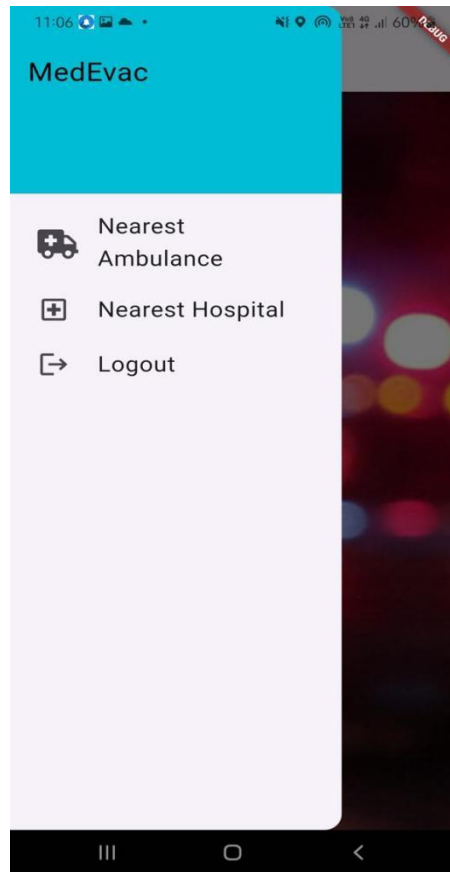 11:06
60%
DEBUG
MedEvac
Nearest
Ambulance
Nearest Hospital
Logout